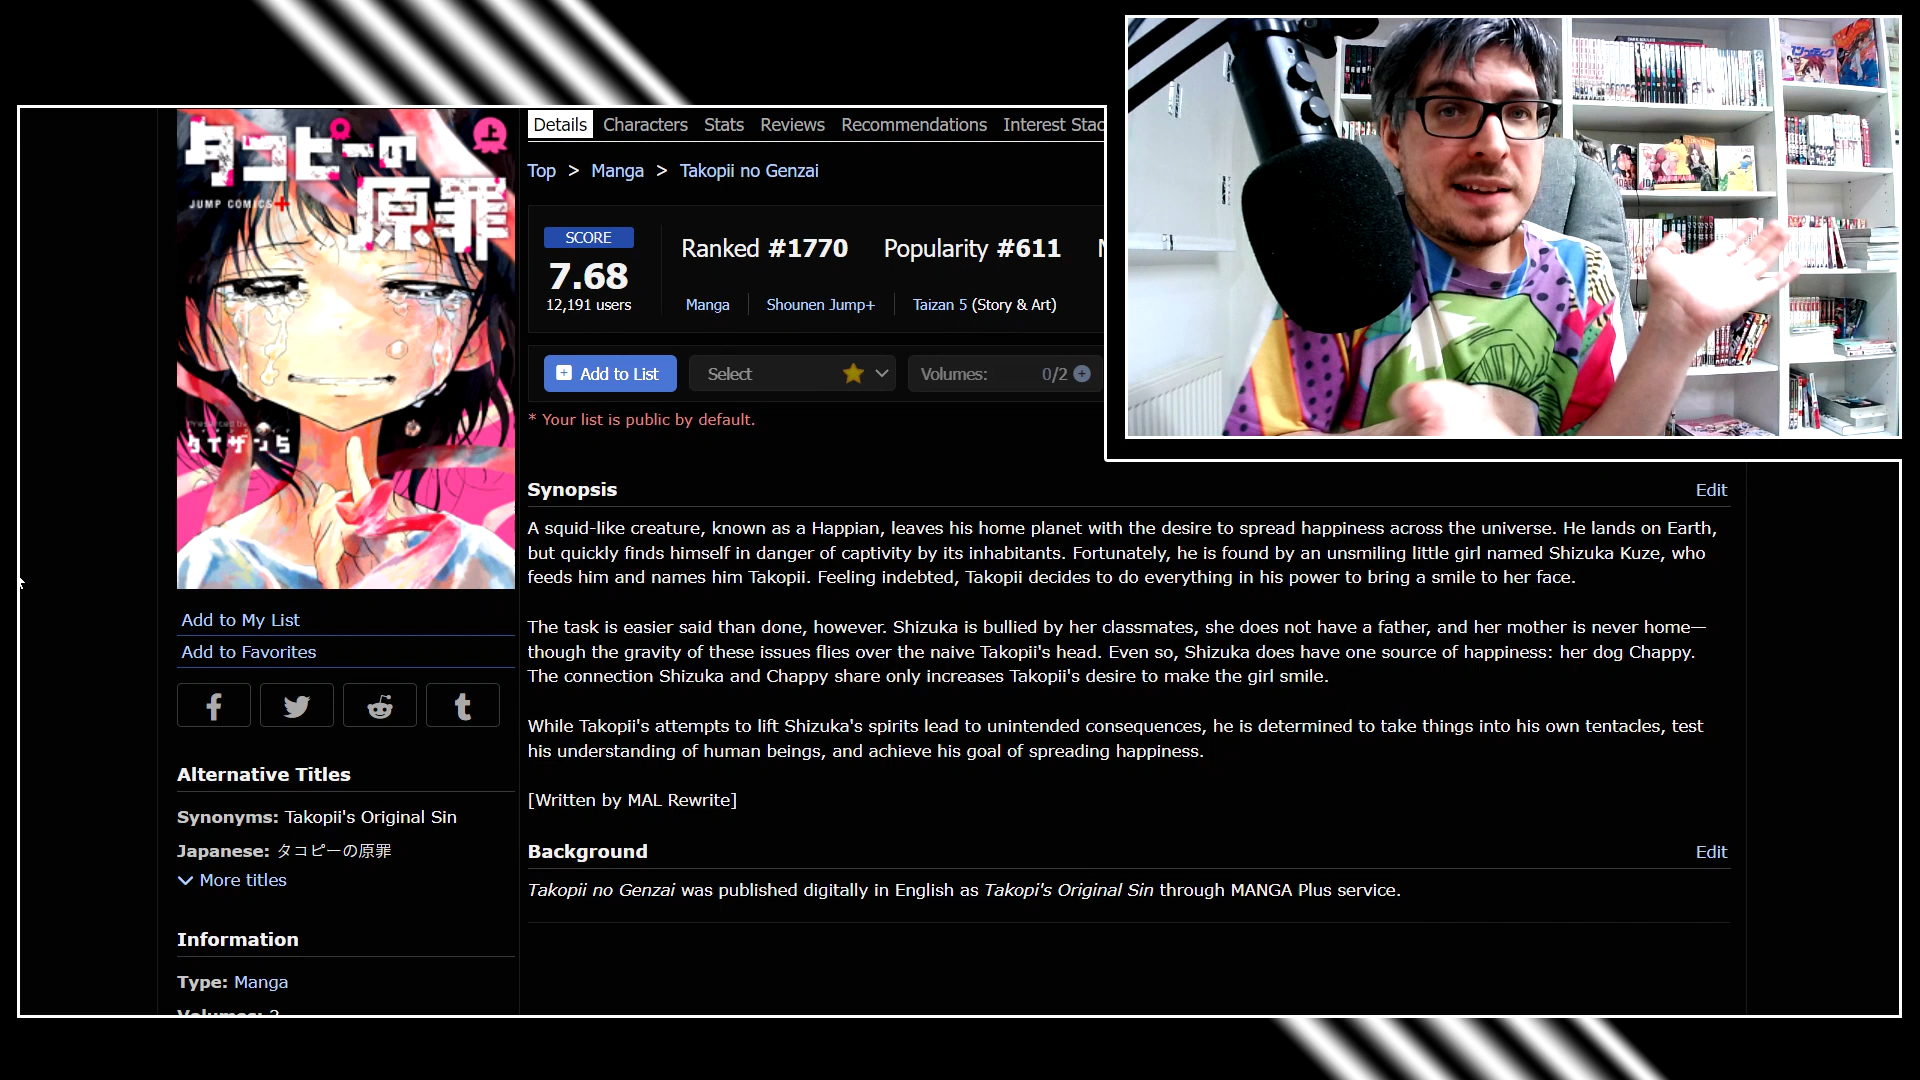 タコピーの
上
原罪
JUMP COMICS+
Presented by
タイザン5
Details Characters Stats Reviews Recommendations Interest Stac
Top > Manga > Takopii no Genzai
SCORE
7.68
12,191 users
Ranked #1770 Popularity #611
Manga Shounen Jump+ Taizan 5 (Story & Art)
Add to List Select Volumes: 0/2
* Your list is public by default.
Synopsis Edit
A squid-like creature, known as a Happian, leaves his home planet with the desire to spread happiness across the universe. He lands on Earth,
but quickly finds himself in danger of captivity by its inhabitants. Fortunately, he is found by an unsmiling little girl named Shizuka Kuze, who
feeds him and names him Takopii. Feeling indebted, Takopii decides to do everything in his power to bring a smile to her face.
The task is easier said than done, however. Shizuka is bullied by her classmates, she does not have a father, and her mother is never home—
though the gravity of these issues flies over the naive Takopii's head. Even so, Shizuka does have one source of happiness: her dog Chappy.
The connection Shizuka and Chappy share only increases Takopii's desire to make the girl smile.
While Takopii's attempts to lift Shizuka's spirits lead to unintended consequences, he is determined to take things into his own tentacles, test
his understanding of human beings, and achieve his goal of spreading happiness.
[Written by MAL Rewrite]
Background Edit
Takopii no Genzai was published digitally in English as Takopi's Original Sin through MANGA Plus service.
Add to My List
Add to Favorites
Alternative Titles
Synonyms: Takopii's Original Sin
Japanese: タコピーの原罪
More titles
Information
Type: Manga
Volumes: 2